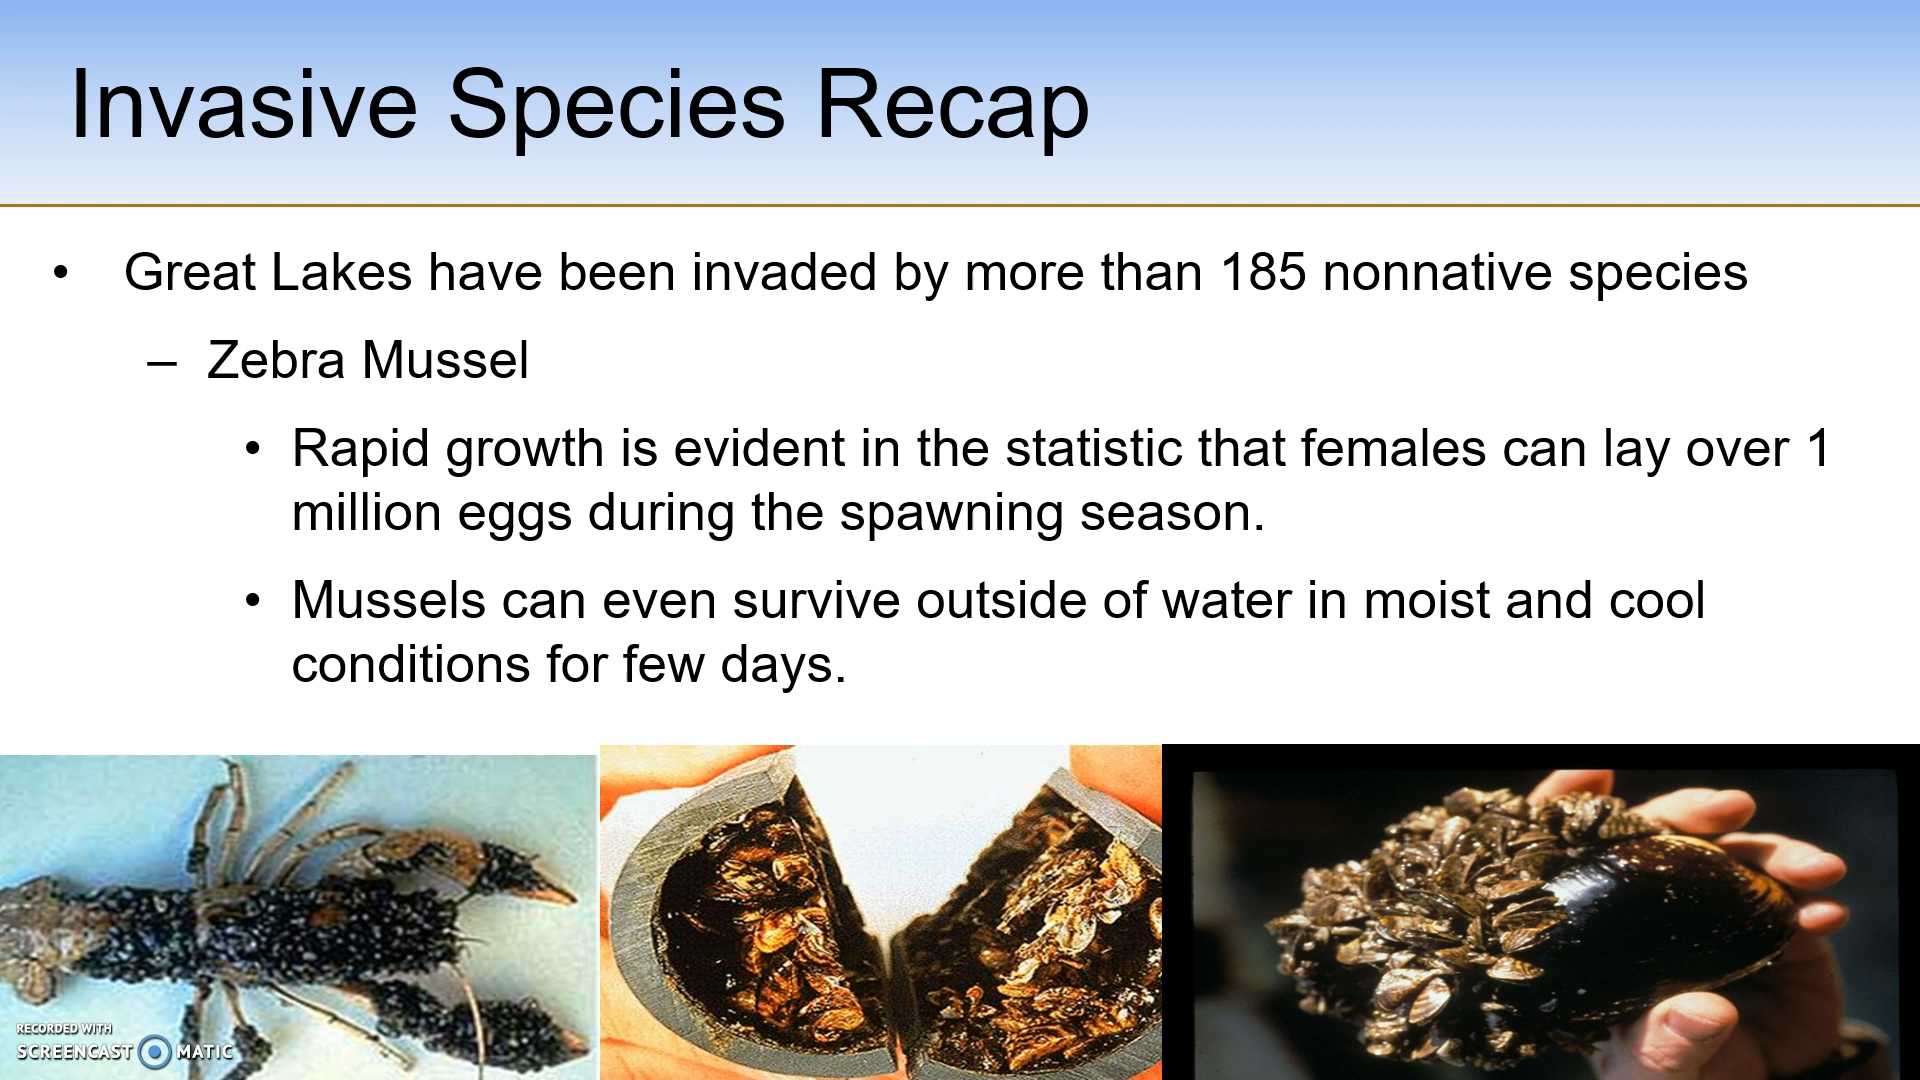 Invasive Species Recap
• Great Lakes have been invaded by more than 185 nonnative species
– Zebra Mussel
• Rapid growth is evident in the statistic that females can lay over 1
million eggs during the spawning season.
• Mussels can even survive outside of water in moist and cool
conditions for few days.
RECORDED WITH
SCREENCAST MATIC